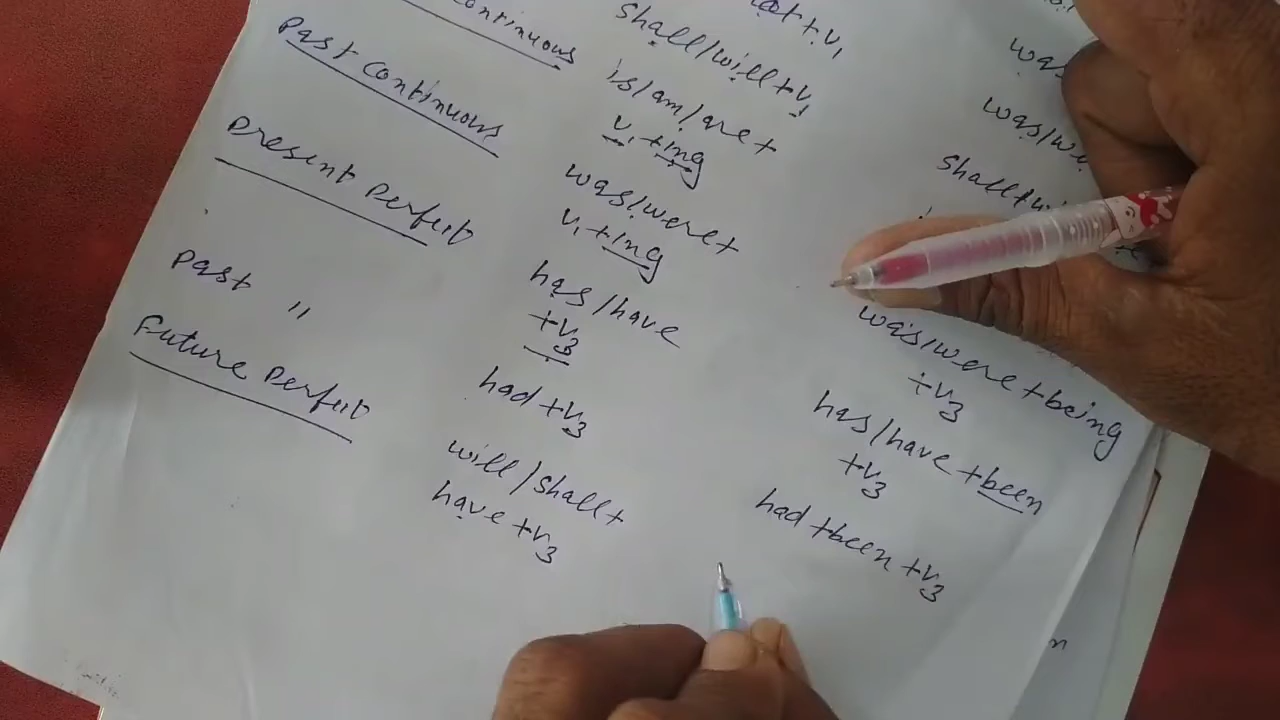 continuous
Past Continuous
Present Perfect
Past "
Future Perfect
+ V1
shall/will + V1
is/am/are +
V1 + ing
was/were +
V1 + ing
has/have
+ V3
had + V3
will/shall +
have + V3
was
was/we
shall
was/were + being
+ V3
has/have + been
+ V3
had + been + V3